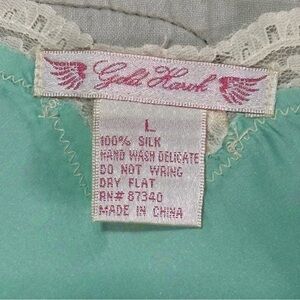 Gold Hawk
L
100% SILK
HAND WASH DELICATE
DO NOT WRING
DRY FLAT
RN# 87340
MADE IN CHINA